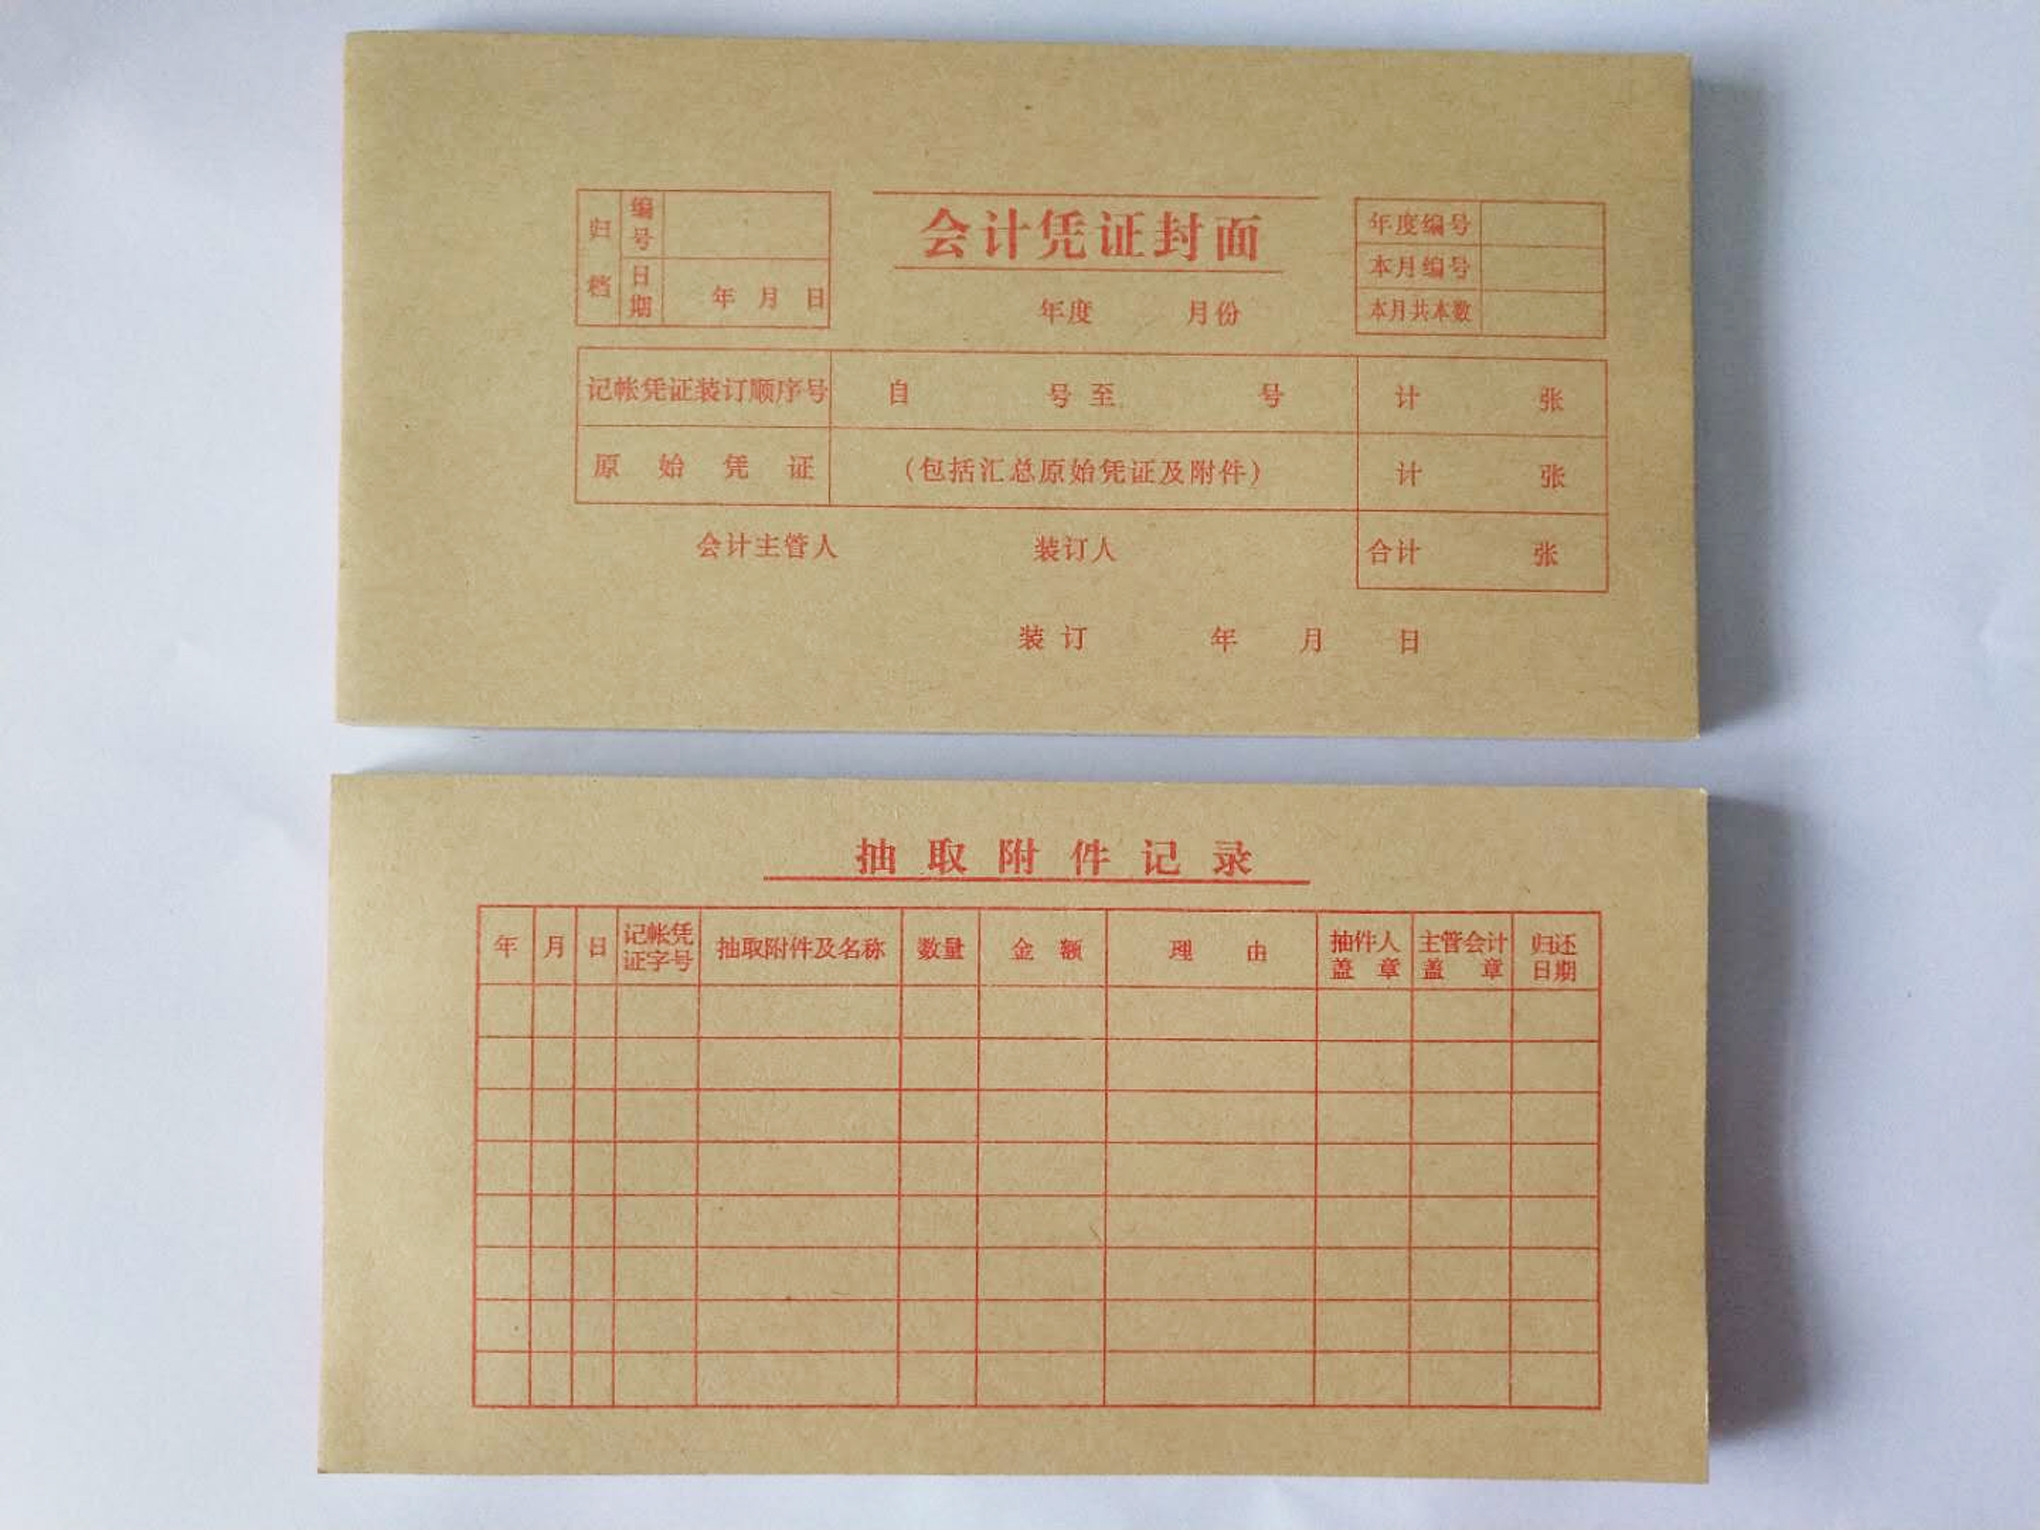 归档 编号
日期 年 月 日
会计凭证封面
年度 月份
年度编号
本月编号
本月共本数
记帐凭证装订顺序号 自 号至 号 计 张
原始凭证 (包括汇总原始凭证及附件) 计 张
会计主管人 装订人 合计 张
装订 年 月 日
抽取附件记录
年 月 日 记帐凭证字号 抽取附件及名称 数量 金额 理由 抽件人盖章 主管会计盖章 归还日期